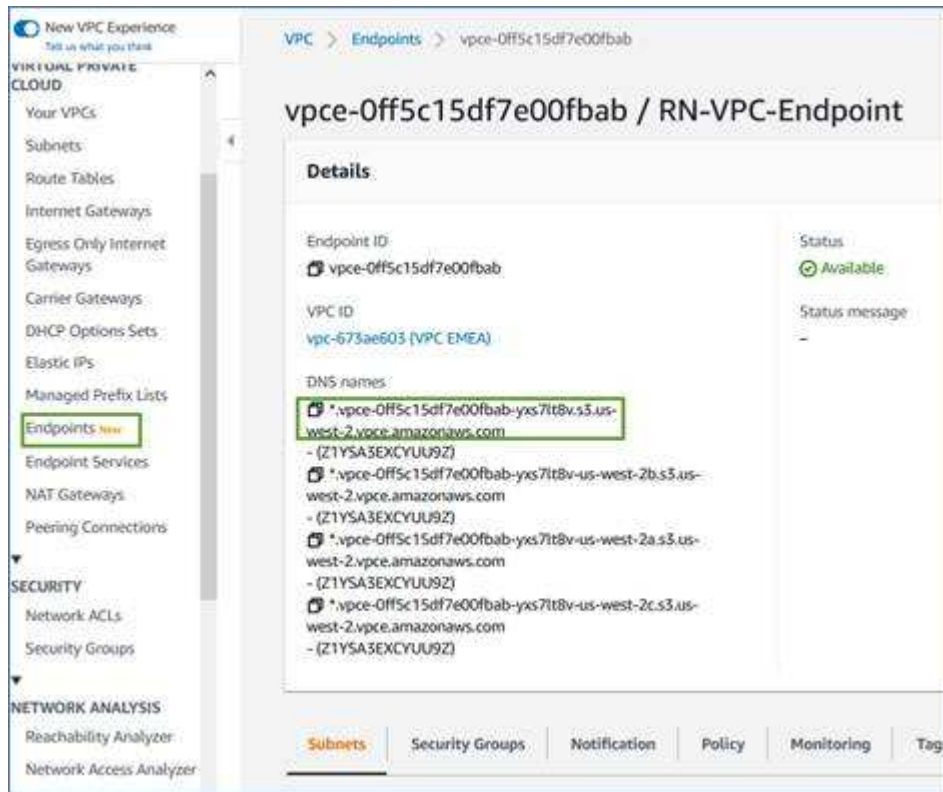 New VPC Experience
Tell us what you think
VIRTUAL PRIVATE
CLOUD
Your VPCs
Subnets
Route Tables
Internet Gateways
Egress Only Internet
Gateways
Carrier Gateways
DHCP Options Sets
Elastic IPs
Managed Prefix Lists
Endpoints New
Endpoint Services
NAT Gateways
Peering Connections
SECURITY
Network ACLs
Security Groups
NETWORK ANALYSIS
Reachability Analyzer
Network Access Analyzer
VPC > Endpoints > vpce-0ff5c15df7e00fbab
vpce-0ff5c15df7e00fbab / RN-VPC-Endpoint
Details
Endpoint ID
vpce-0ff5c15df7e00fbab
VPC ID
vpc-673ae603 (VPC EMEA)
DNS names
*.vpce-0ff5c15df7e00fbab-yxs7lt8v.s3.us-
west-2.vpce.amazonaws.com
- (Z1YSA3EXCYUU9Z)
*.vpce-0ff5c15df7e00fbab-yxs7lt8v-us-west-2b.s3.us-
west-2.vpce.amazonaws.com
- (Z1YSA3EXCYUU9Z)
*.vpce-0ff5c15df7e00fbab-yxs7lt8v-us-west-2a.s3.us-
west-2.vpce.amazonaws.com
- (Z1YSA3EXCYUU9Z)
*.vpce-0ff5c15df7e00fbab-yxs7lt8v-us-west-2c.s3.us-
west-2.vpce.amazonaws.com
- (Z1YSA3EXCYUU9Z)
Status
Available
Status message
–
Subnets Security Groups Notification Policy Monitoring Tag